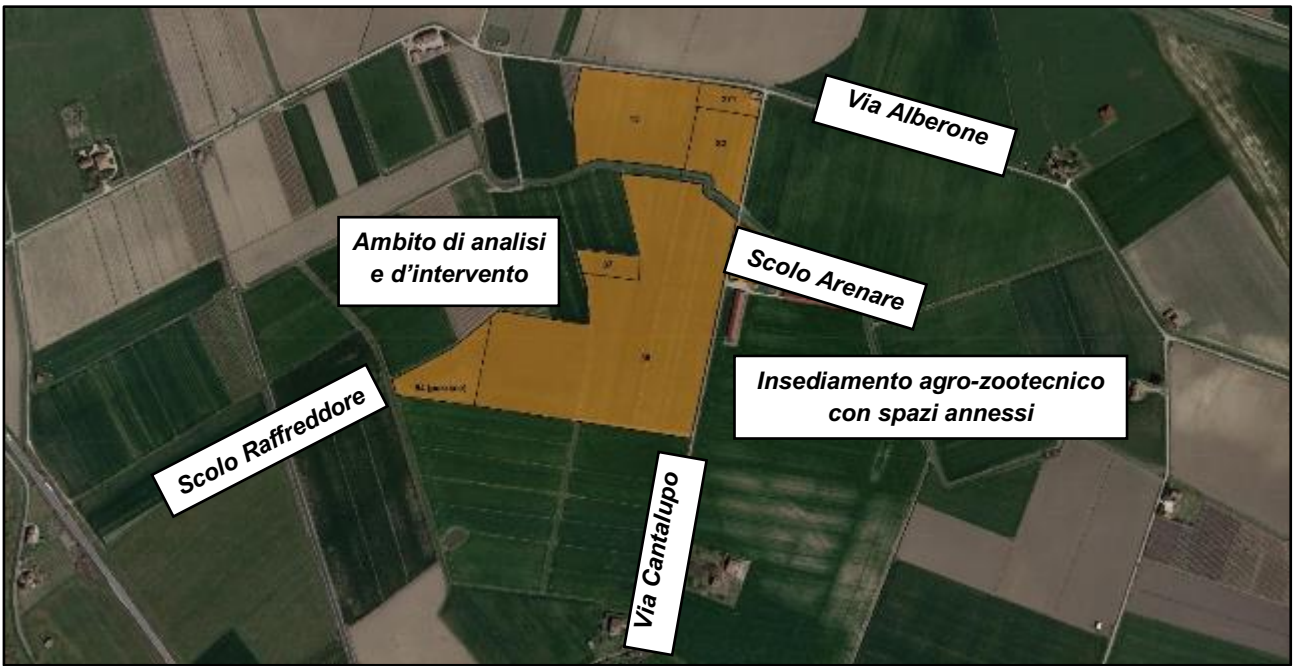 Via Alberone
Ambito di analisi
e d'intervento
Scolo Arenare
Insediamento agro-zootecnico
con spazi annessi
Scolo Raffreddore
Via Cantalupo